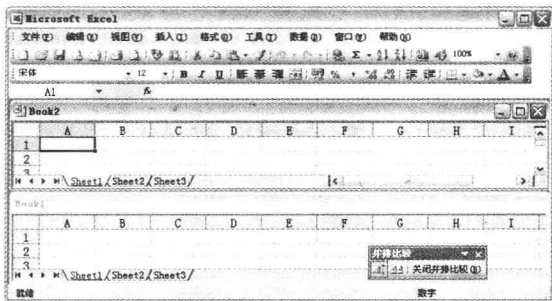 Microsoft Excel
文件(F) 编辑(E) 视图(V) 插入(I) 格式(O) 工具(T) 数据(D) 窗口(W) 帮助(H)
100%
宋体 12 B I U % ,
A1 fx
Book2
A B C D E F G H I
1
2
3
Sheet1 Sheet2 Sheet3
Book1
A B C D E F G H I
1
2
3
并排比较
Sheet1 Sheet2 Sheet3 关闭并排比较(B)
就绪 数字